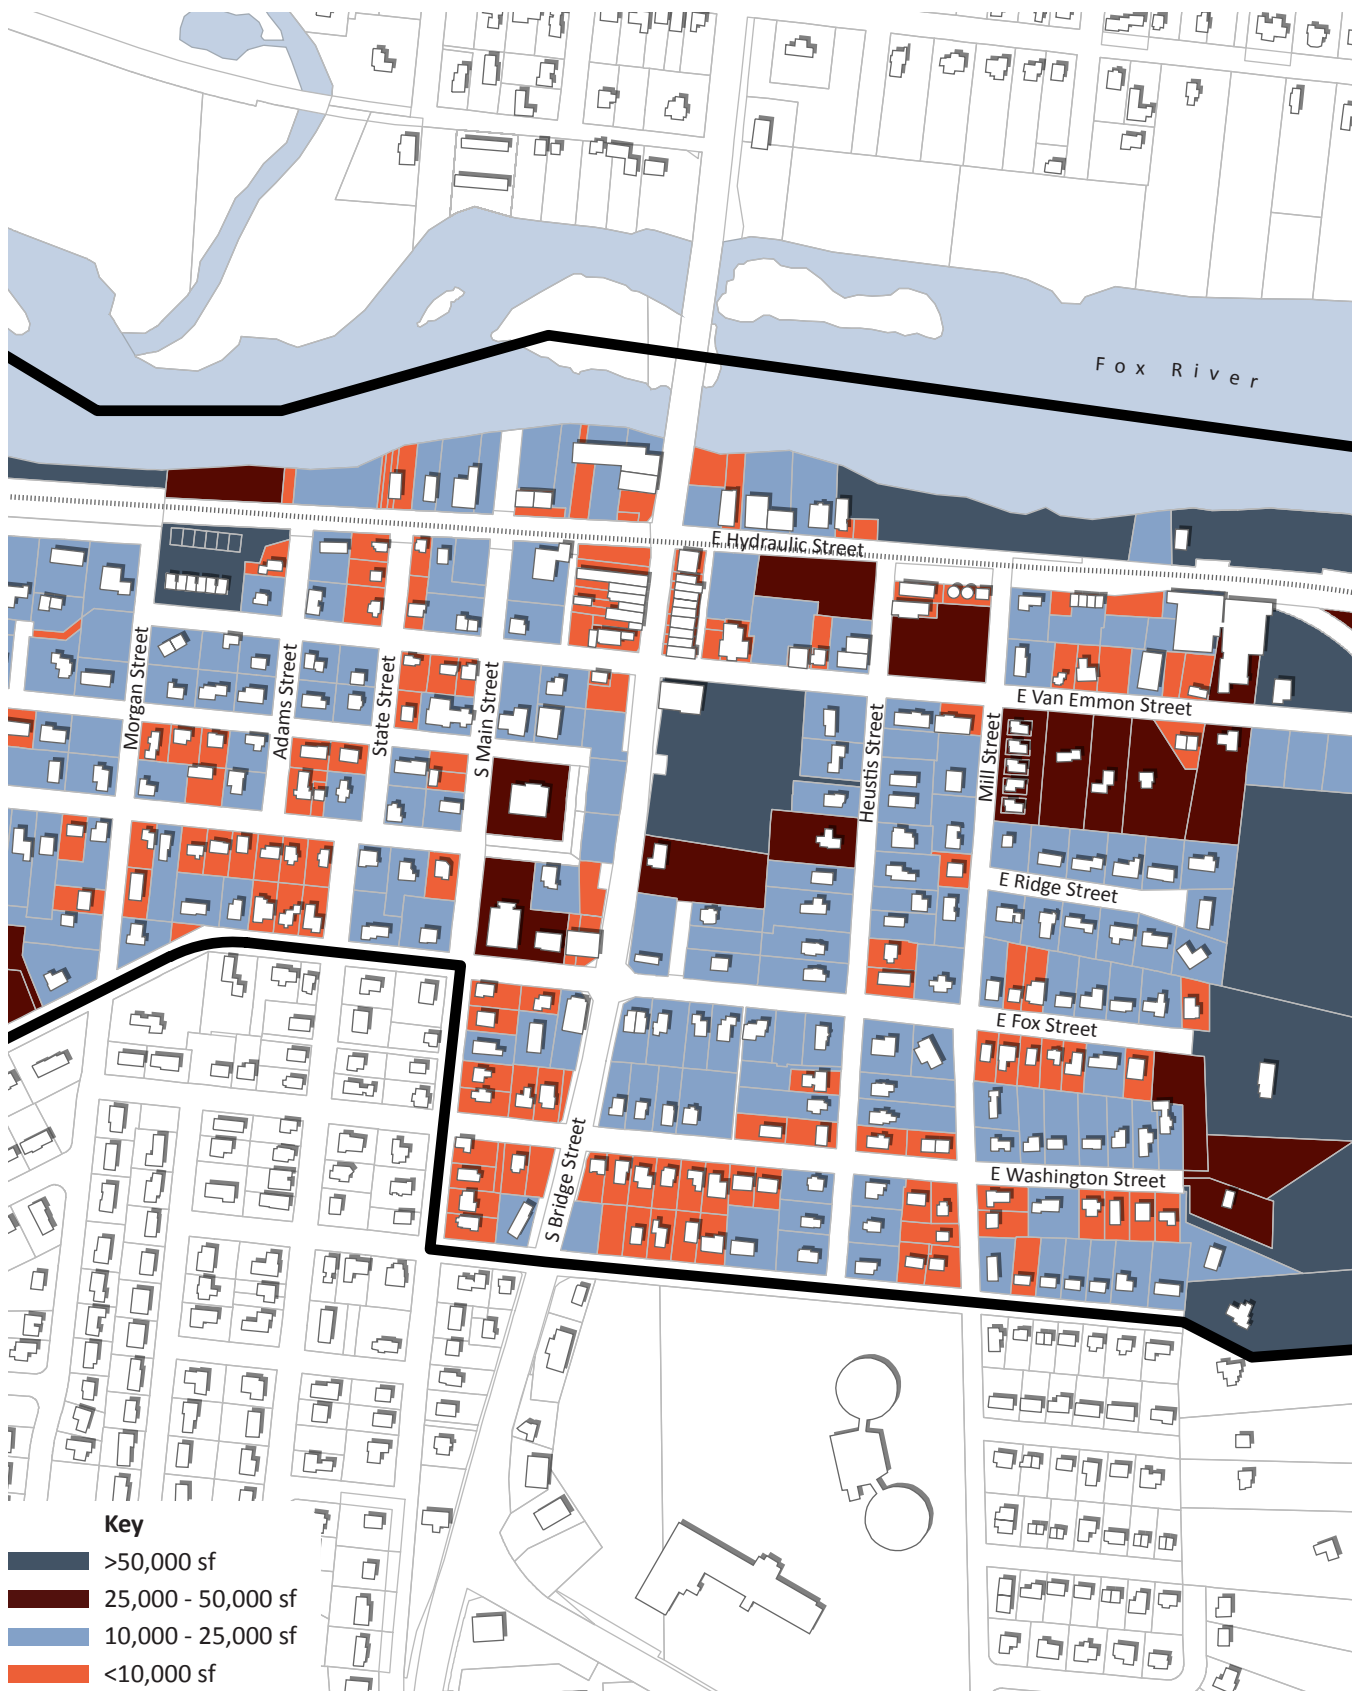 Fox River
E Hydraulic Street
E Van Emmon Street
Morgan Street
Adams Street
State Street
S Main Street
Heustis Street
Mill Street
E Ridge Street
E Fox Street
E Washington Street
S Bridge Street
Key
>50,000 sf
25,000 - 50,000 sf
10,000 - 25,000 sf
<10,000 sf